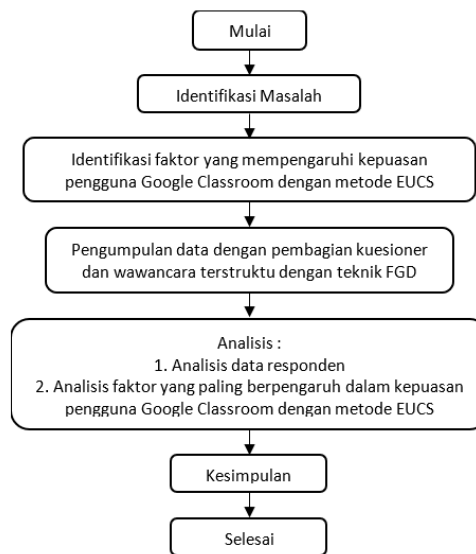 Mulai
Identifikasi Masalah
Identifikasi faktor yang mempengaruhi kepuasan
pengguna Google Classroom dengan metode EUCS
Pengumpulan data dengan pembagian kuesioner
dan wawancara terstruktu dengan teknik FGD
Analisis :
1. Analisis data responden
2. Analisis faktor yang paling berpengaruh dalam kepuasan
pengguna Google Classroom dengan metode EUCS
Kesimpulan
Selesai